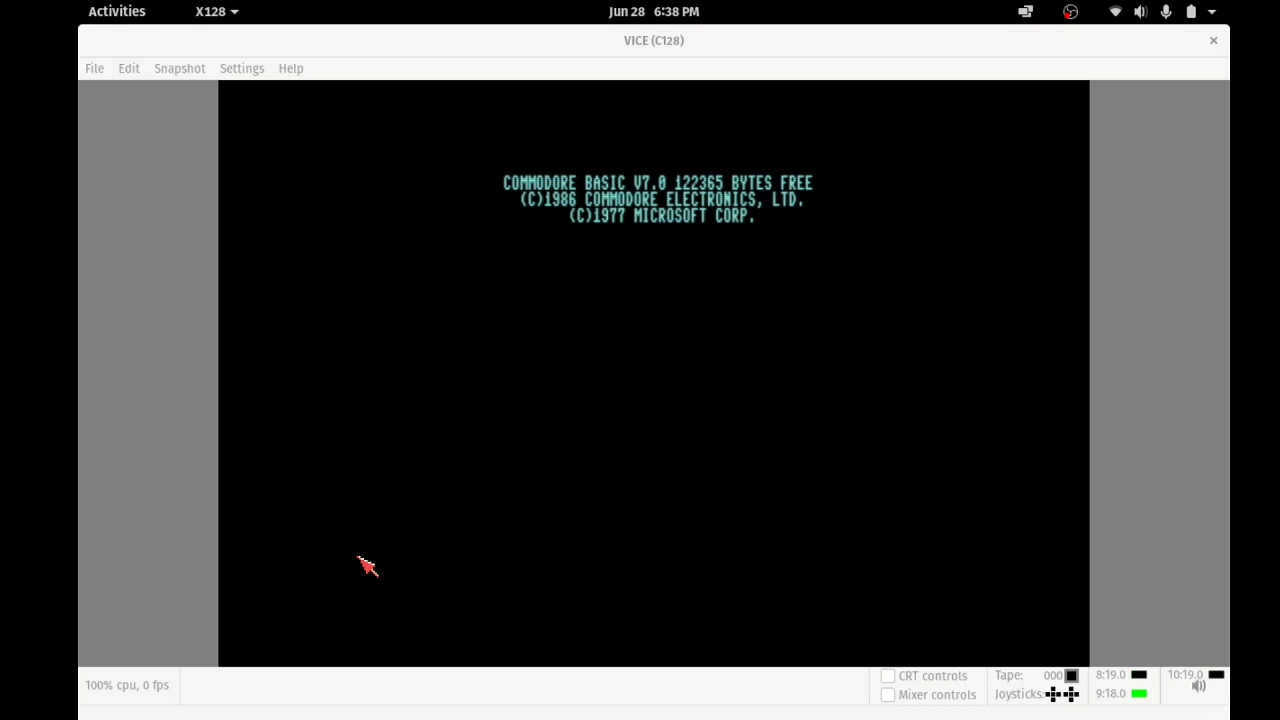 Activities X128 Jun 28 6:38 PM
VICE (C128)
File Edit Snapshot Settings Help
COMMODORE BASIC V7.0 122365 BYTES FREE
(C)1986 COMMODORE ELECTRONICS, LTD.
(C)1977 MICROSOFT CORP.
100% cpu, 0 fps
CRT controls Tape: 000 8:19.0 10:19.0
Mixer controls Joysticks: 9:18.0